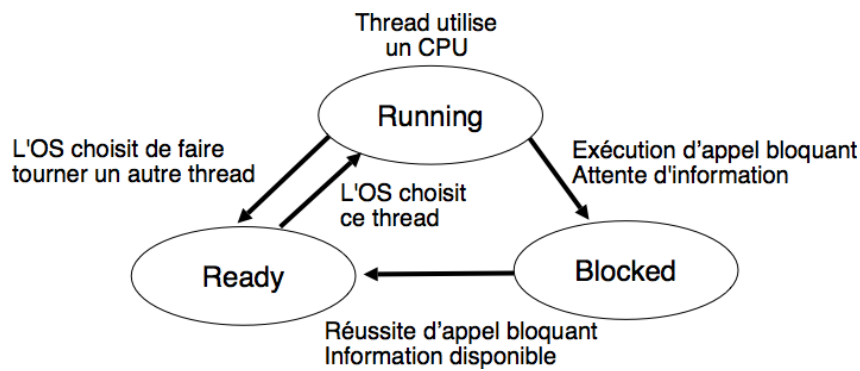 Thread utilise
un CPU
Running
L'OS choisit de faire
tourner un autre thread
Exécution d’appel bloquant
Attente d'information
L'OS choisit
ce thread
Ready
Blocked
Réussite d’appel bloquant
Information disponible